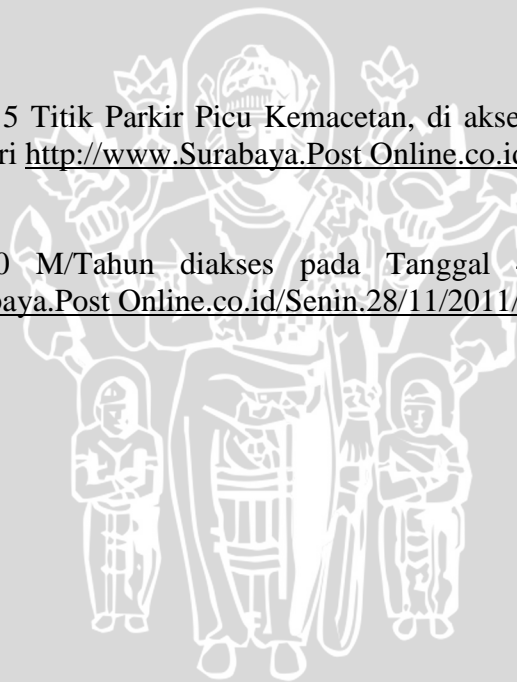 5 Titik Parkir Picu Kemacetan, di akse
ri http://www.Surabaya.Post Online.co.id
0 M/Tahun diakses pada Tanggal
baya.Post Online.co.id/Senin.28/11/2011/